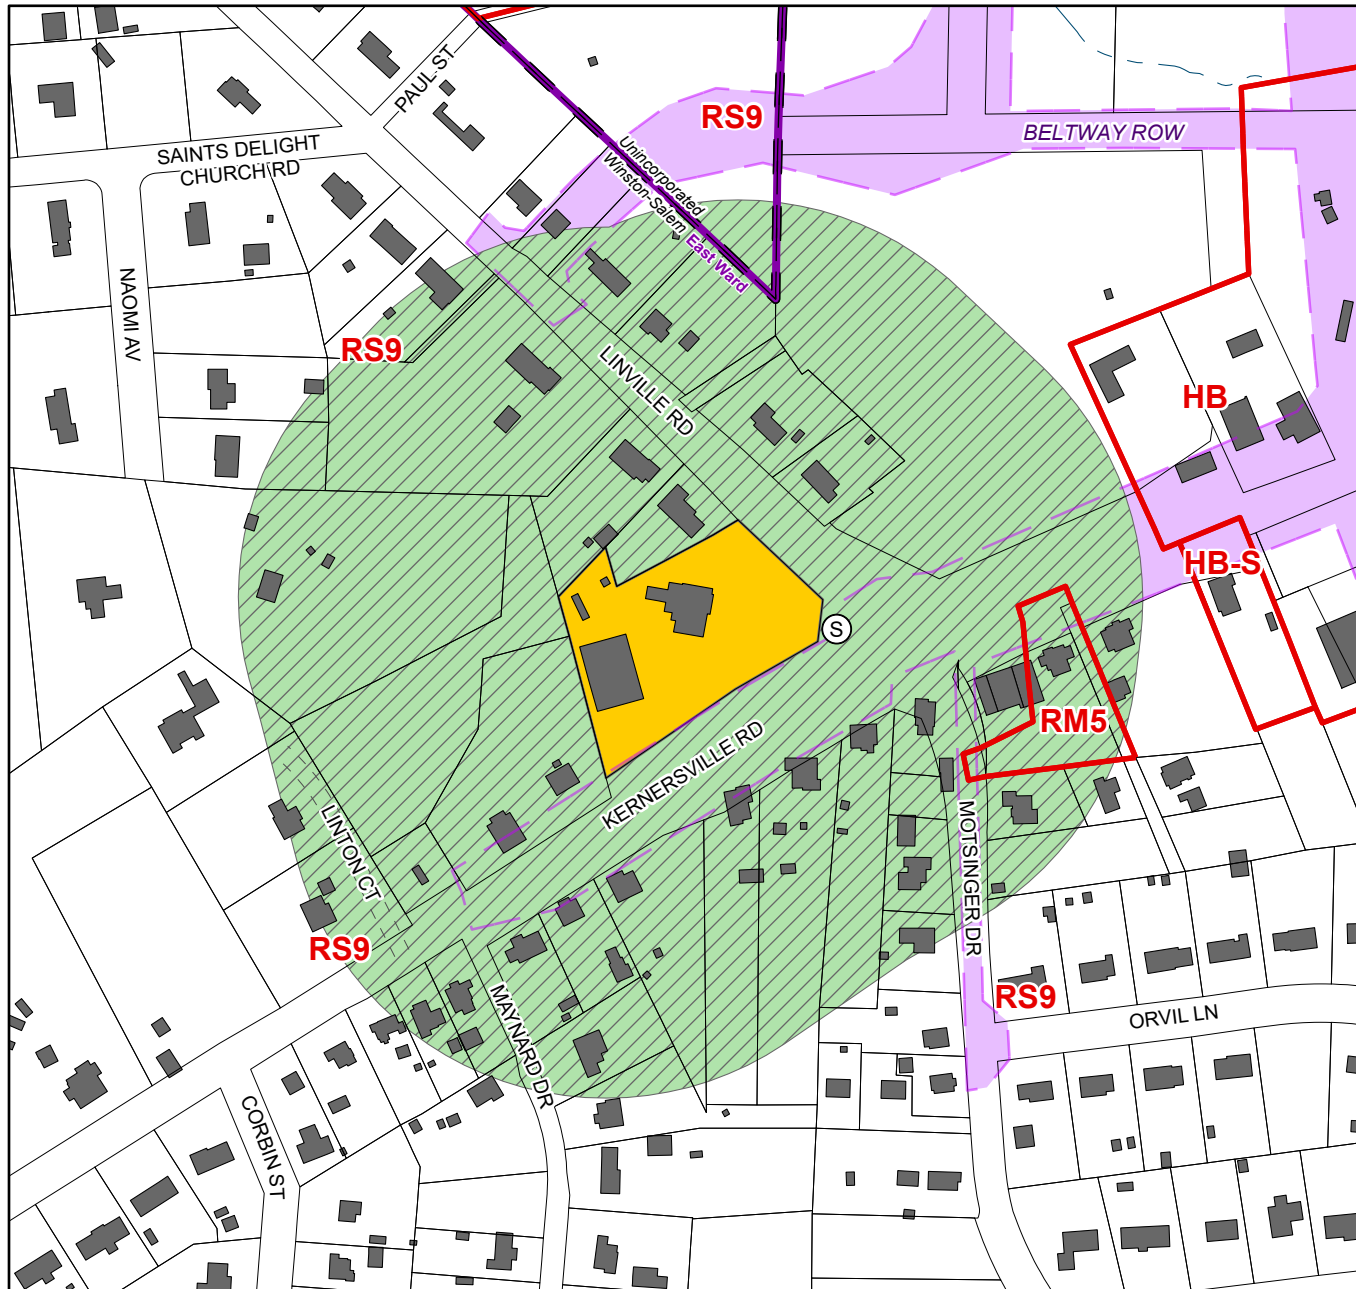 PAUL ST
RS9
BELTWAY ROW
SAINTS DELIGHT
CHURCH RD
Unincorporated
Winston-Salem
East Ward
NAOMI AV
RS9
LINVILLE RD
HB
HB-S
S
RM5
KERNERSVILLE RD
LINTON CT
MOTSINGER DR
RS9
RS9
MAYNARD DR
ORVIL LN
CORBIN ST